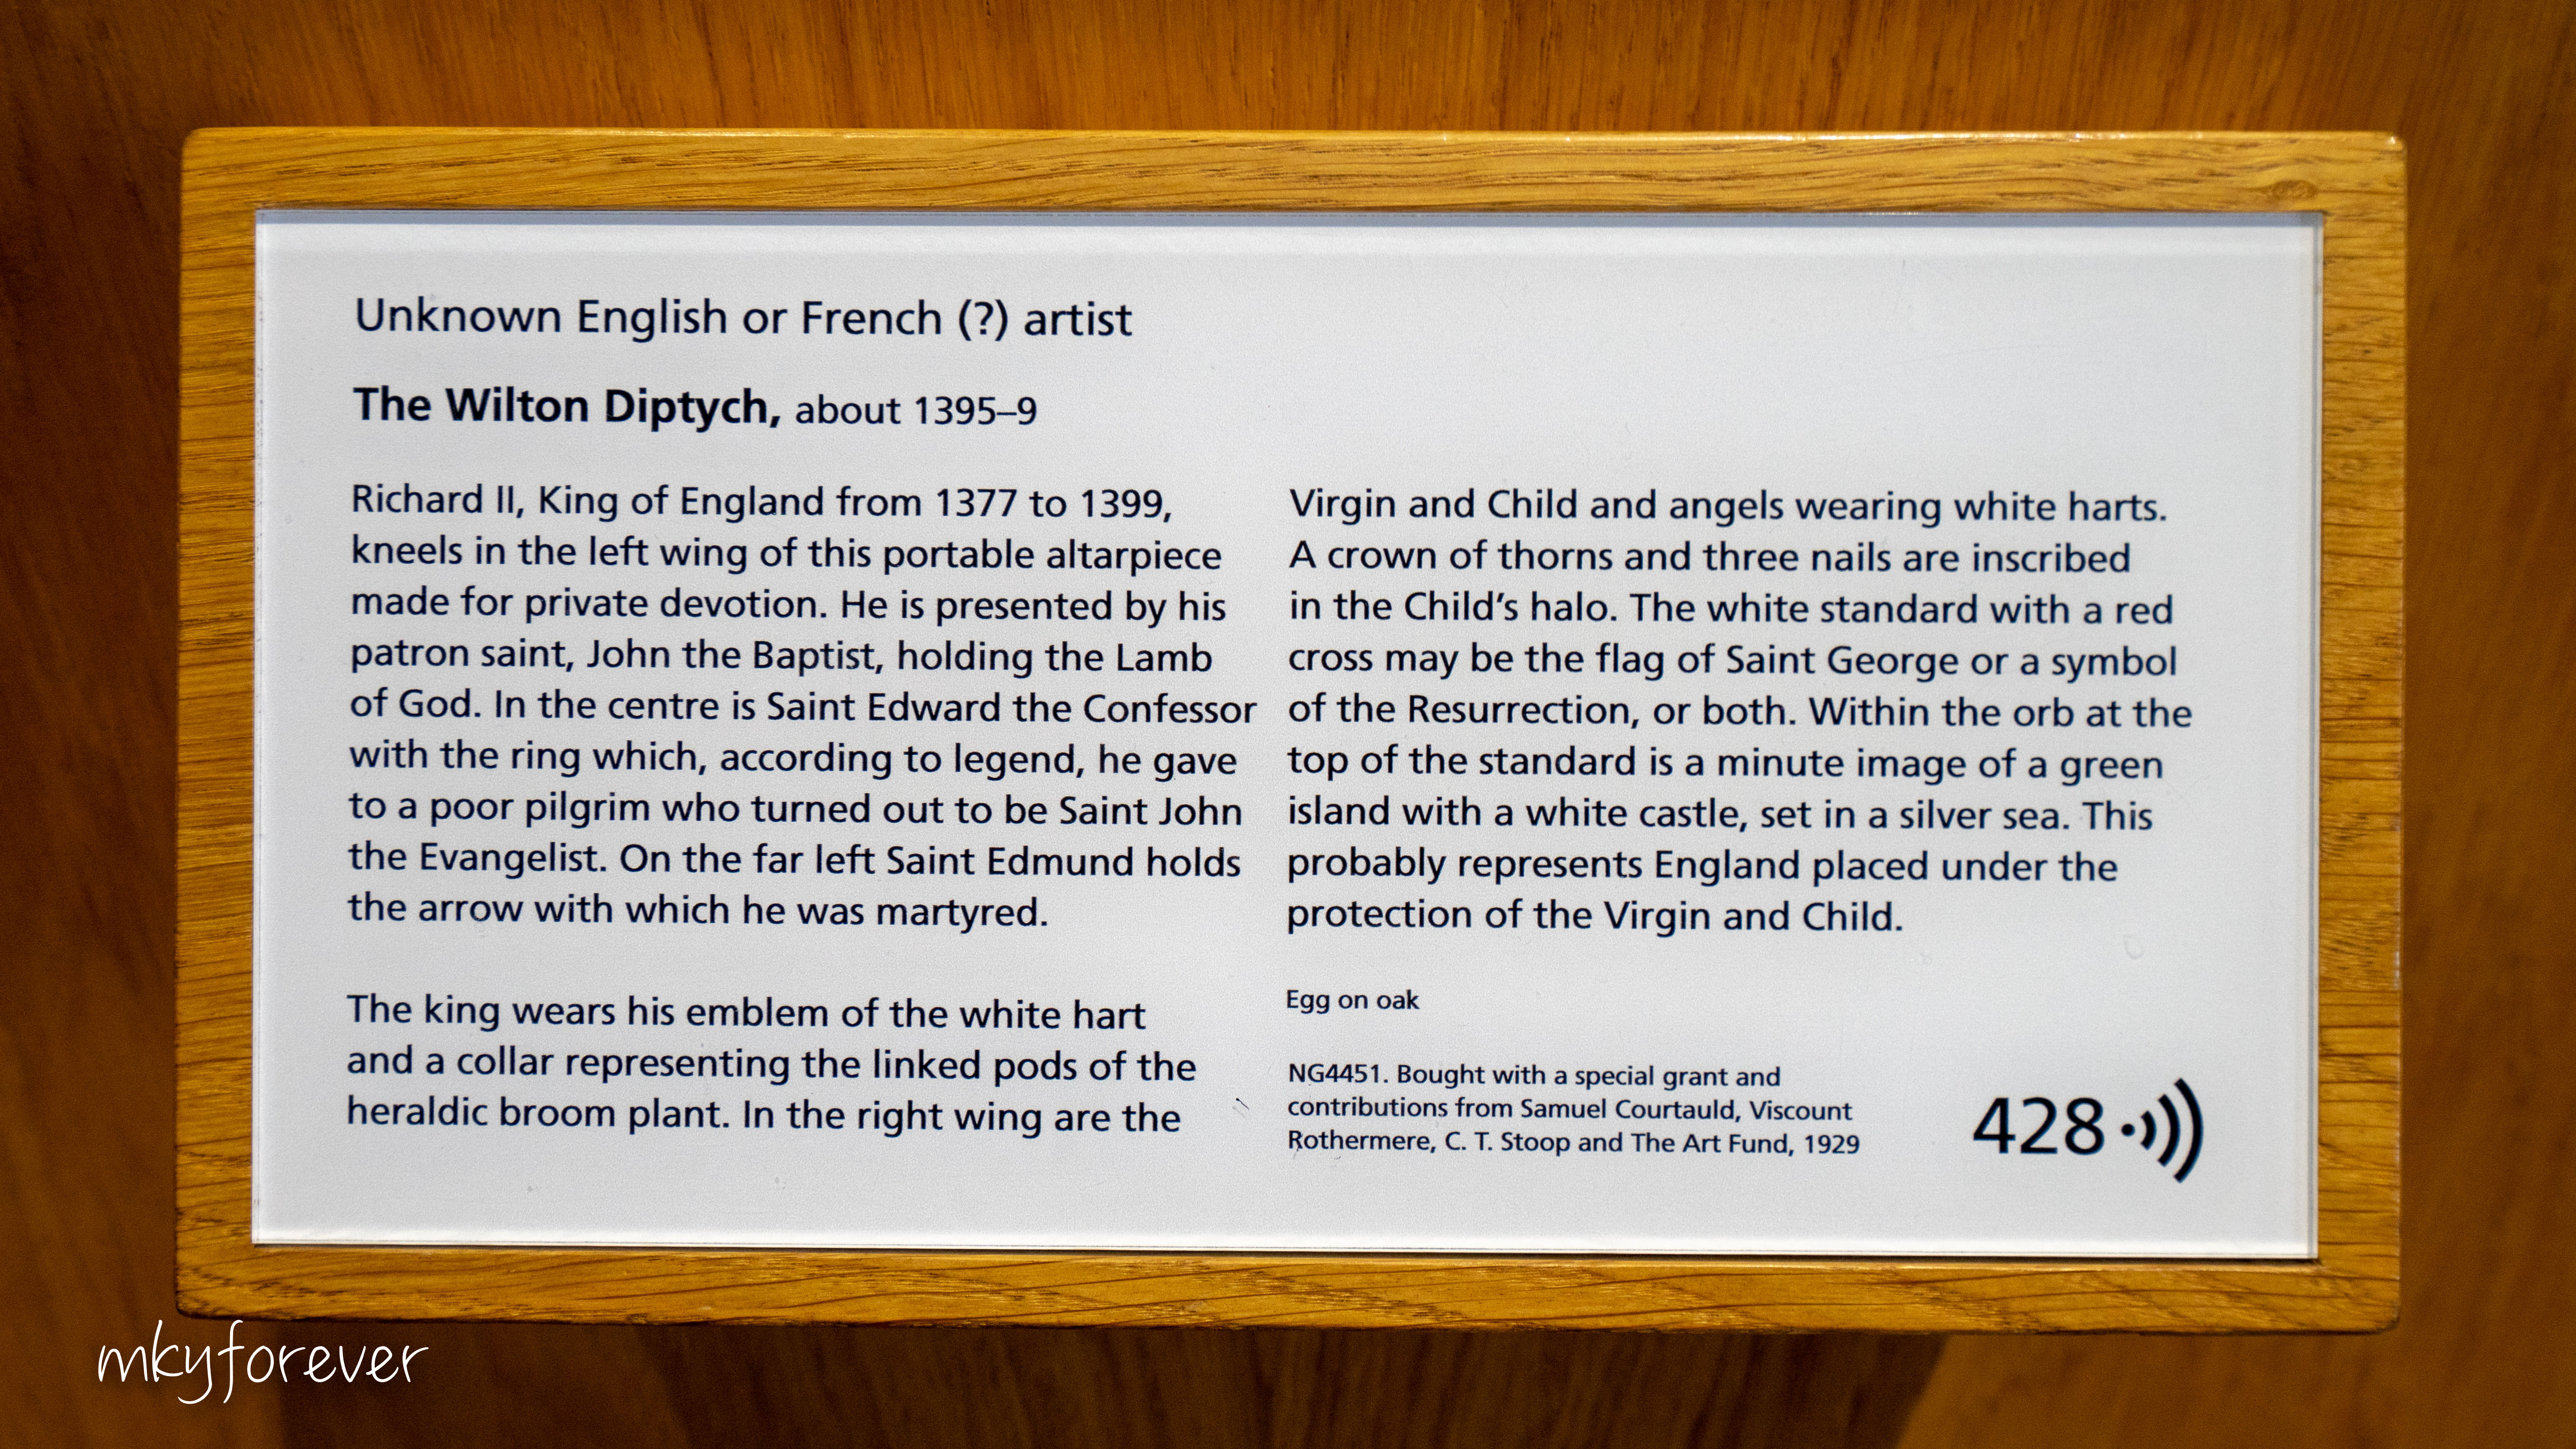 Unknown English or French (?) artist
The Wilton Diptych, about 1395–9
Richard II, King of England from 1377 to 1399,
kneels in the left wing of this portable altarpiece
made for private devotion. He is presented by his
patron saint, John the Baptist, holding the Lamb
of God. In the centre is Saint Edward the Confessor
with the ring which, according to legend, he gave
to a poor pilgrim who turned out to be Saint John
the Evangelist. On the far left Saint Edmund holds
the arrow with which he was martyred.
The king wears his emblem of the white hart
and a collar representing the linked pods of the
heraldic broom plant. In the right wing are the
Virgin and Child and angels wearing white harts.
A crown of thorns and three nails are inscribed
in the Child’s halo. The white standard with a red
cross may be the flag of Saint George or a symbol
of the Resurrection, or both. Within the orb at the
top of the standard is a minute image of a green
island with a white castle, set in a silver sea. This
probably represents England placed under the
protection of the Virgin and Child.
Egg on oak
NG4451. Bought with a special grant and
contributions from Samuel Courtauld, Viscount
Rothermere, C. T. Stoop and The Art Fund, 1929
428
mkyforever